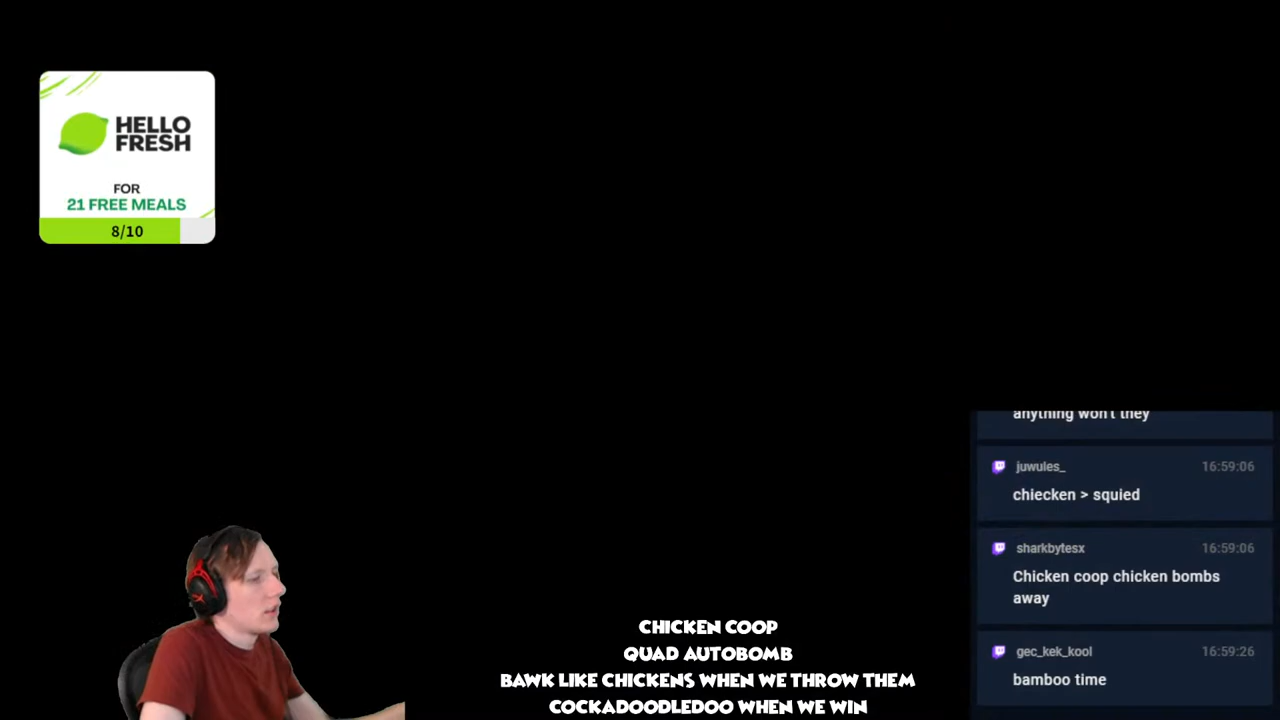 HELLO
FRESH
FOR
21 FREE MEALS
8/10
anything won't they
juwules_ 16:59:06
chiecken > squied
sharkbytesx 16:59:06
Chicken coop chicken bombs
away
gec_kek_kool 16:59:26
bamboo time
CHICKEN COOP
QUAD AUTOBOMB
BAWK LIKE CHICKENS WHEN WE THROW THEM
COCKADOODLEDOO WHEN WE WIN